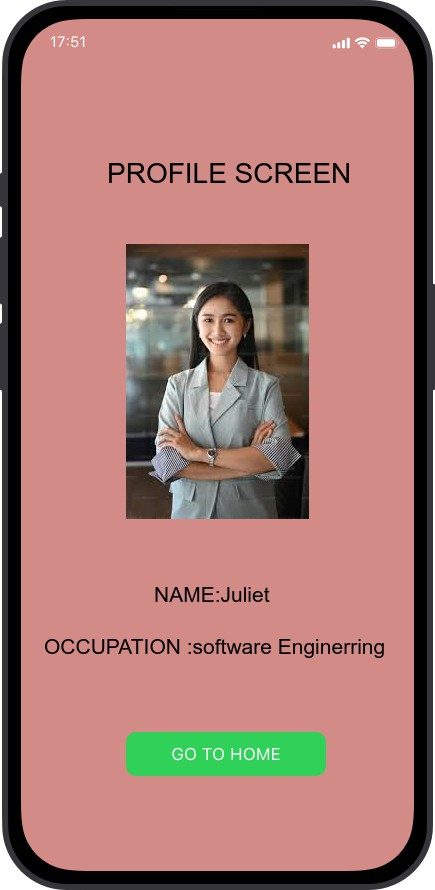 17:51
PROFILE SCREEN
NAME:Juliet
OCCUPATION :software Enginerring
GO TO HOME